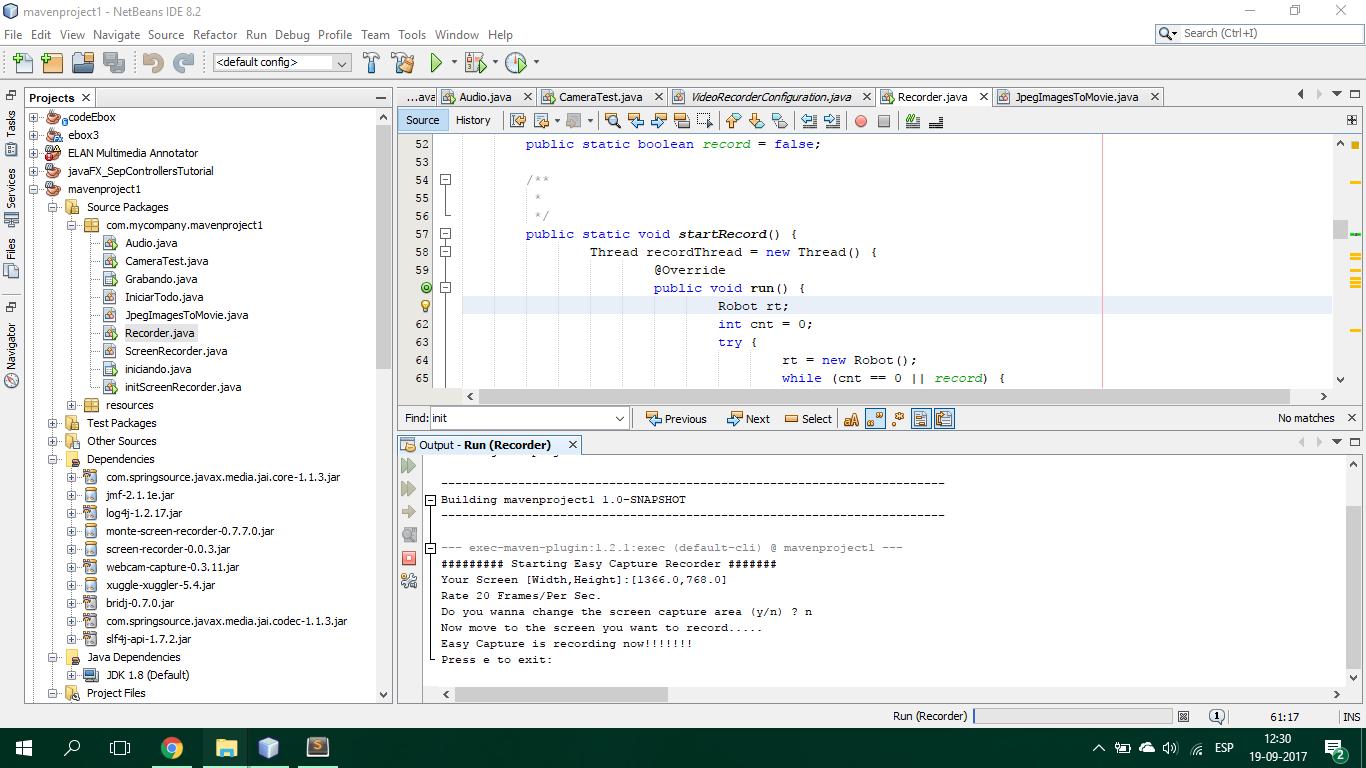 mavenproject1 - NetBeans IDE 8.2
File Edit View Navigate Source Refactor Run Debug Profile Team Tools Window Help
Search (Ctrl+I)
<default config>
Tasks
Services
Files
Navigator
Projects
codeEbox
ebox3
ELAN Multimedia Annotator
javaFX_SepControllersTutorial
mavenproject1
Source Packages
com.mycompany.mavenproject1
Audio.java
CameraTest.java
Grabando.java
IniciarTodo.java
JpegImagesToMovie.java
Recorder.java
ScreenRecorder.java
iniciando.java
initScreenRecorder.java
resources
Test Packages
Other Sources
Dependencies
com.springsource.javax.media.jai.core-1.1.3.jar
jmf-2.1.1e.jar
log4j-1.2.17.jar
monte-screen-recorder-0.7.7.0.jar
screen-recorder-0.0.3.jar
webcam-capture-0.3.11.jar
xuggle-xuggler-5.4.jar
bridj-0.7.0.jar
com.springsource.javax.media.jai.codec-1.1.3.jar
slf4j-api-1.7.2.jar
Java Dependencies
JDK 1.8 (Default)
Project Files
...ava Audio.java CameraTest.java VideoRecorderConfiguration.java Recorder.java JpegImagesToMovie.java
Source History
52 public static boolean record = false;
53
54 /**
55 *
56 */
57 public static void startRecord() {
58 Thread recordThread = new Thread() {
59 @Override
public void run() {
Robot rt;
62 int cnt = 0;
63 try {
64 rt = new Robot();
65 while (cnt == 0 || record) {
Find: init Previous Next Select No matches
Output - Run (Recorder)
------------------------------------------------------------------------
Building mavenproject1 1.0-SNAPSHOT
------------------------------------------------------------------------
--- exec-maven-plugin:1.2.1:exec (default-cli) @ mavenproject1 ---
######### Starting Easy Capture Recorder #######
Your Screen [Width,Height]:[1366.0,768.0]
Rate 20 Frames/Per Sec.
Do you wanna change the screen capture area (y/n) ? n
Now move to the screen you want to record.....
Easy Capture is recording now!!!!!!!
Press e to exit:
Run (Recorder) 1 61:17 INS
ESP
12:30
19-09-2017
2